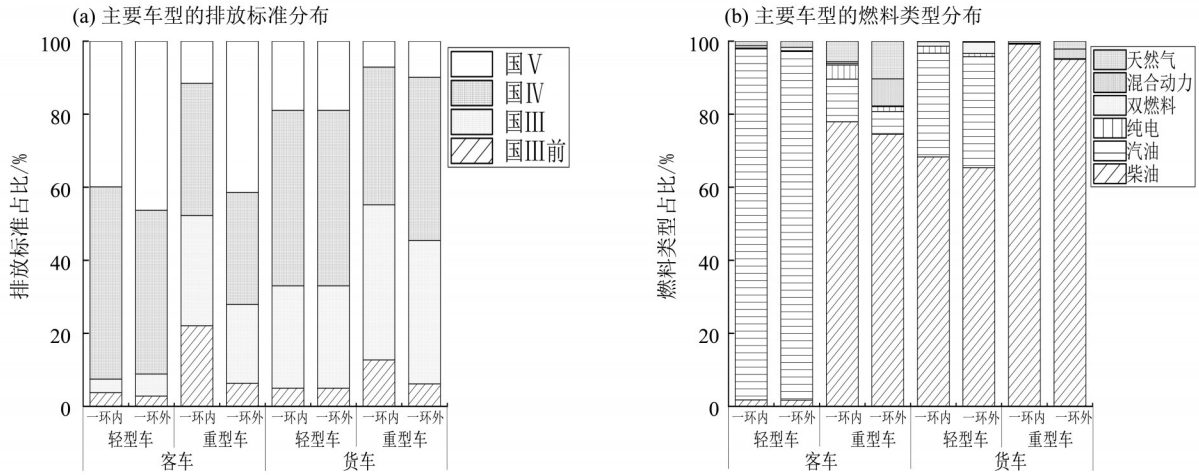 (a) 主要车型的排放标准分布
100
80
60
40
20
0
排放标准占比/%
国Ⅴ
国Ⅳ
国Ⅲ
国Ⅲ前
一环内 一环外 一环内 一环外 一环内 一环外 一环内 一环外
轻型车 重型车 轻型车 重型车
客车 货车
(b) 主要车型的燃料类型分布
100
80
60
40
20
0
燃料类型占比/%
天然气
混合动力
双燃料
纯电
汽油
柴油
一环内 一环外 一环内 一环外 一环内 一环外 一环内 一环外
轻型车 重型车 轻型车 重型车
客车 货车